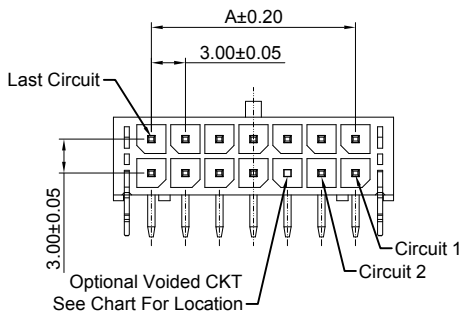 A±0.20
3.00±0.05
Last Circuit
3.00±0.05
Circuit 1
Circuit 2
Optional Voided CKT
See Chart For Location